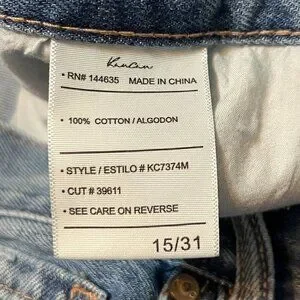 KanCan
• RN# 144635 MADE IN CHINA
• 100% COTTON / ALGODON
• STYLE / ESTILO # KC7374M
• CUT # 39611
• SEE CARE ON REVERSE
15/31